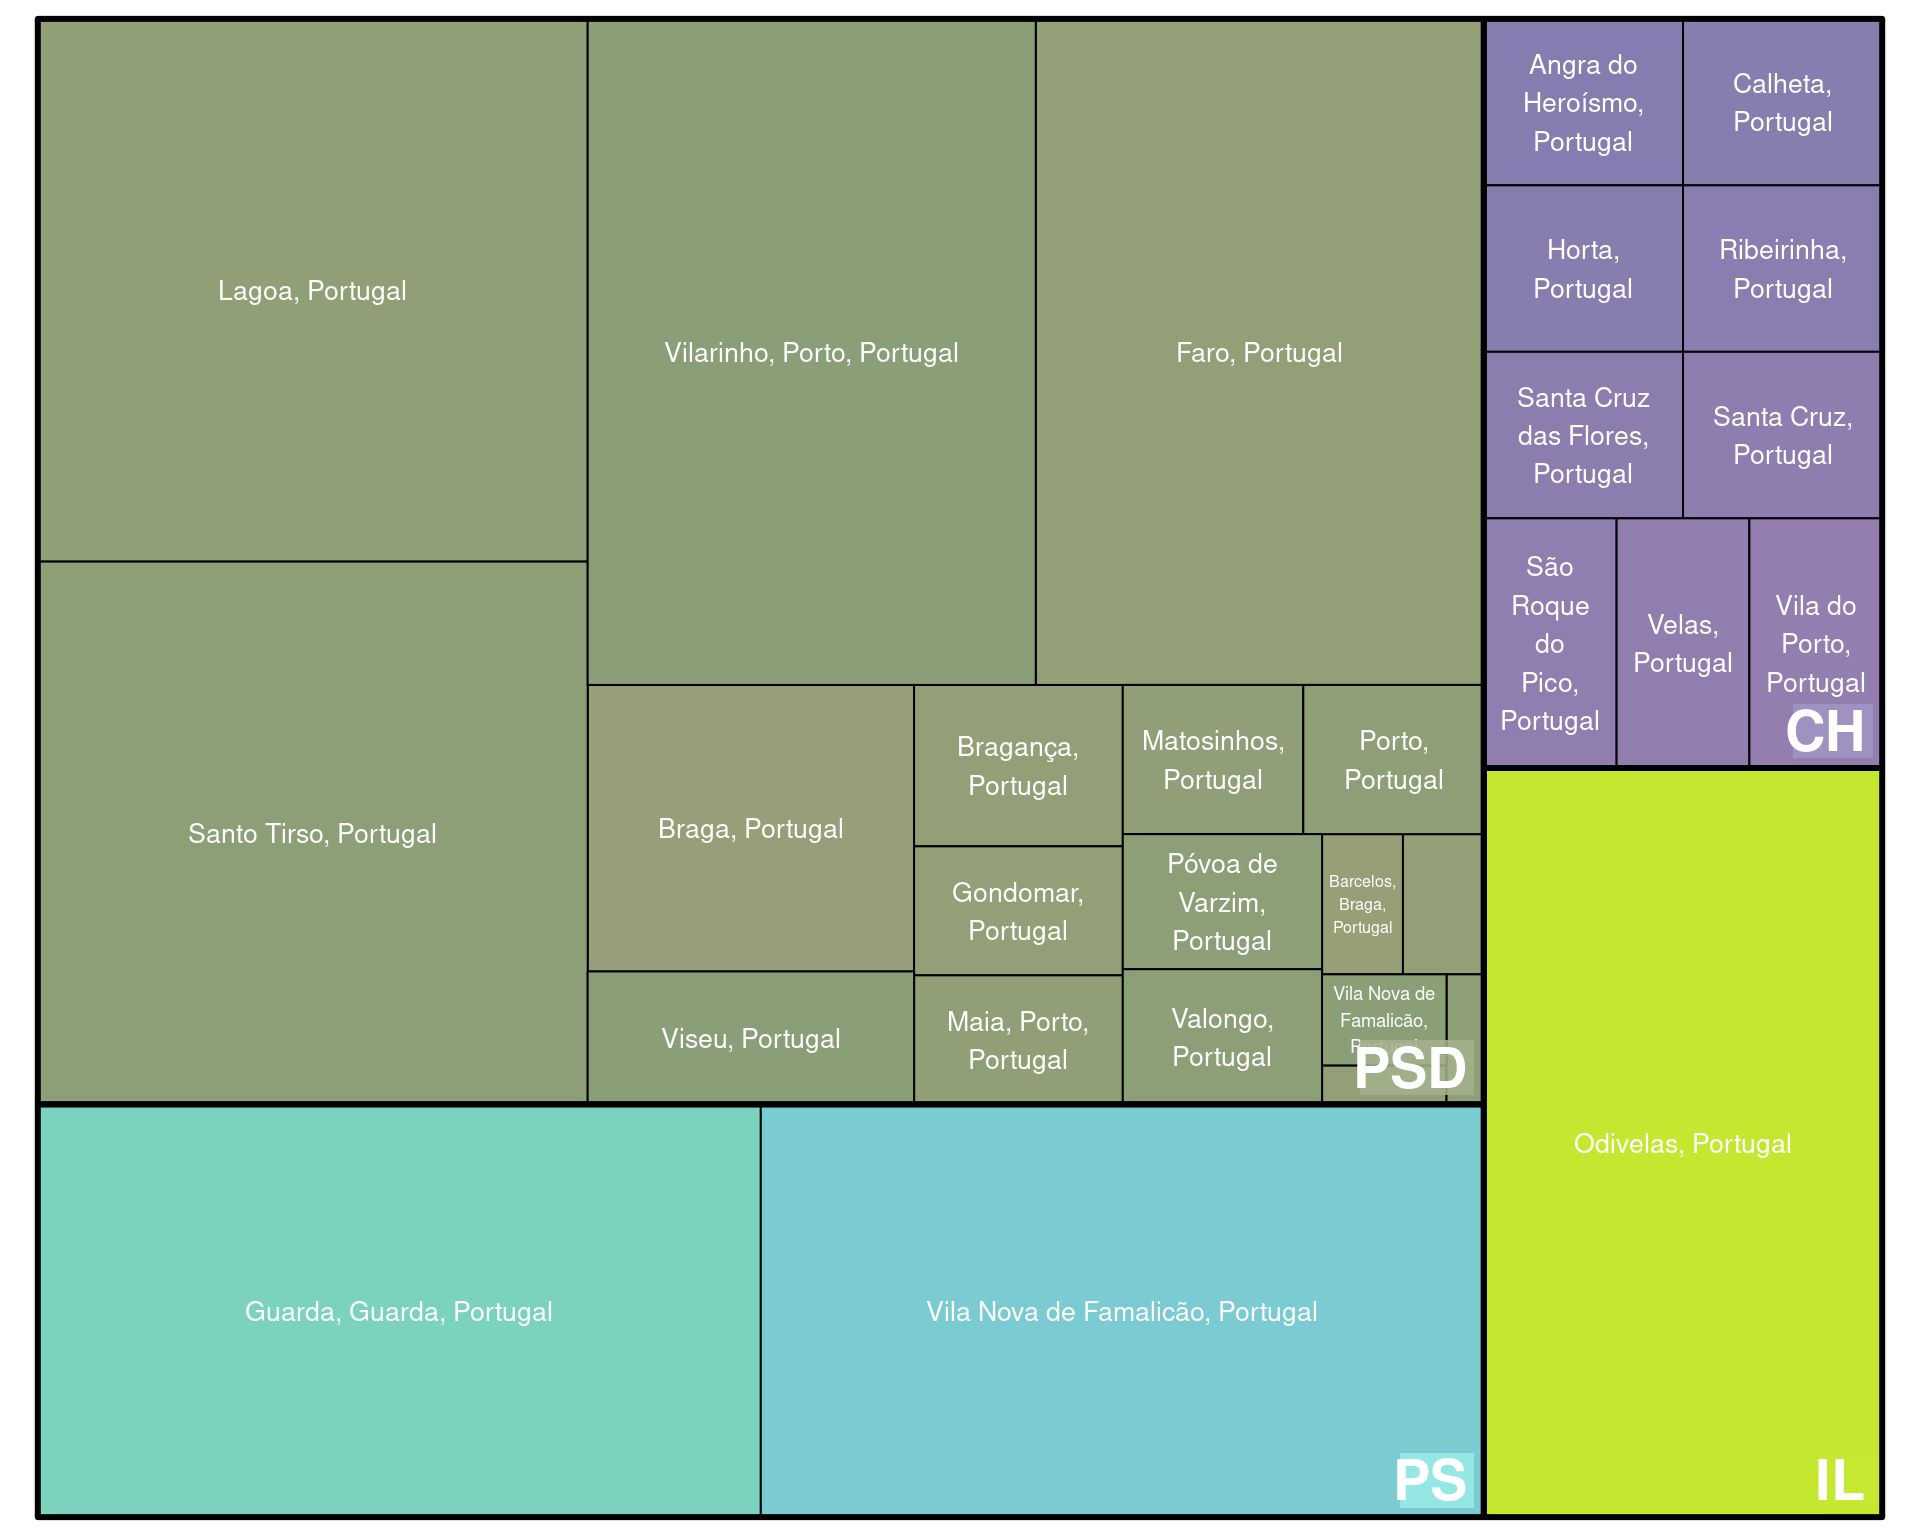 Lagoa, Portugal
Santo Tirso, Portugal
Vilarinho, Porto, Portugal
Faro, Portugal
Braga, Portugal
Viseu, Portugal
Bragança,
Portugal
Gondomar,
Portugal
Maia, Porto,
Portugal
Matosinhos,
Portugal
Porto,
Portugal
Póvoa de
Varzim,
Portugal
Valongo,
Portugal
Barcelos,
Braga,
Portugal
Vila Nova de
Famalicão,
Portugal
PSD
Guarda, Guarda, Portugal
Vila Nova de Famalicão, Portugal
PS
Angra do
Heroísmo,
Portugal
Calheta,
Portugal
Horta,
Portugal
Ribeirinha,
Portugal
Santa Cruz
das Flores,
Portugal
Santa Cruz,
Portugal
São
Roque
do
Pico,
Portugal
Velas,
Portugal
Vila do
Porto,
Portugal
CH
Odivelas, Portugal
IL